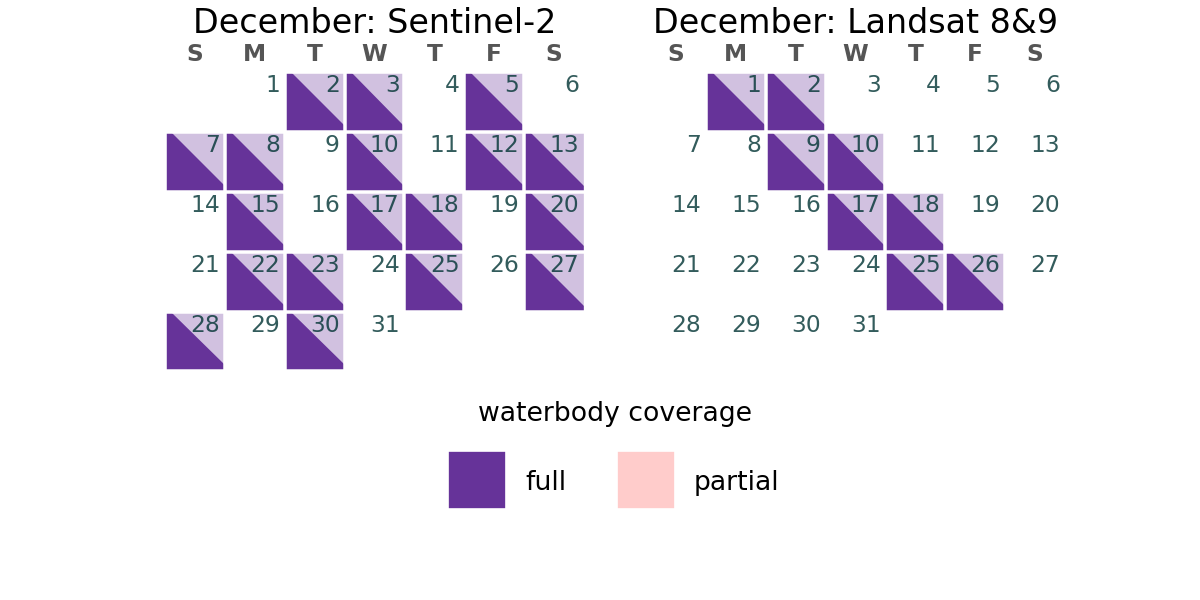 December: Sentinel-2
S M T W T F S
1 2 3 4 5 6
7 8 9 10 11 12 13
14 15 16 17 18 19 20
21 22 23 24 25 26 27
28 29 30 31
December: Landsat 8&9
S M T W T F S
1 2 3 4 5 6
7 8 9 10 11 12 13
14 15 16 17 18 19 20
21 22 23 24 25 26 27
28 29 30 31
waterbody coverage
full partial